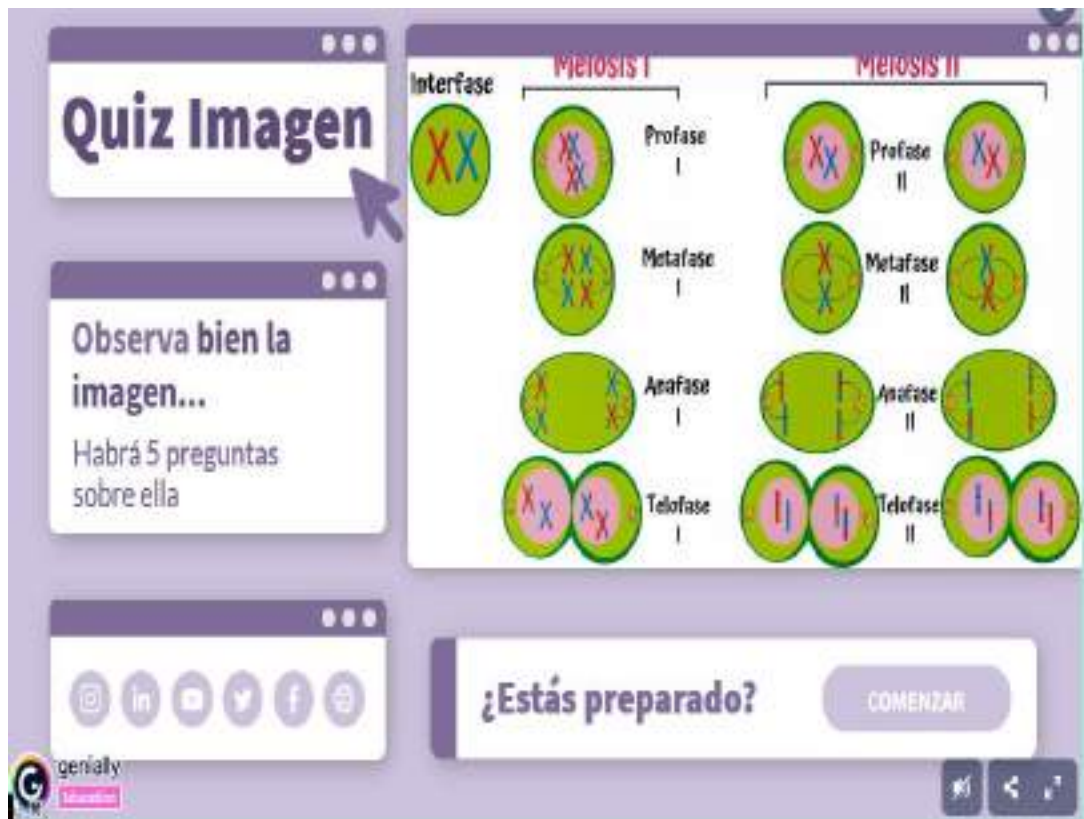 Quiz Imagen
Observa bien la
imagen...
Habrá 5 preguntas
sobre ella
Interfase
Meiosis I
Meiosis II
Profase
I
Profase
II
Metafase
I
Metafase
II
Anafase
I
Anafase
II
Telofase
I
Telofase
II
¿Estás preparado?
COMENZAR
genially
Education